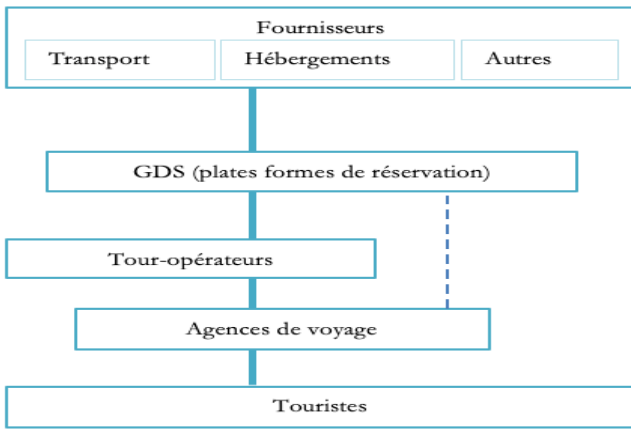 Fournisseurs
Transport
Hébergements
Autres
GDS (plates formes de réservation)
Tour-opérateurs
Agences de voyage
Touristes